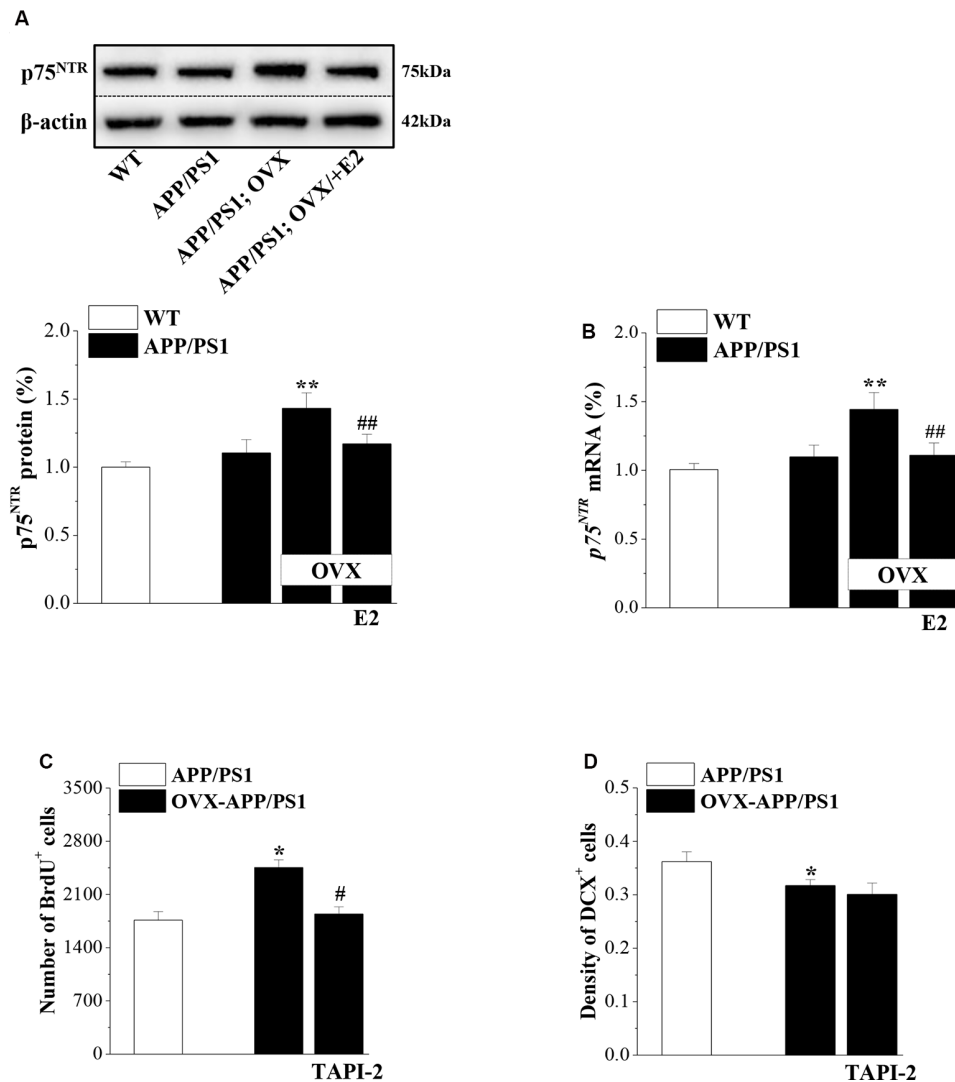 A
p75NTR
75kDa
β-actin
42kDa
WT
APP/PS1
APP/PS1; OVX
APP/PS1; OVX/+E2
WT
APP/PS1
p75NTR protein (%)
2.0
1.5
1.0
0.5
0.0
**
##
OVX
E2
B
WT
APP/PS1
p75NTR mRNA (%)
2.0
1.5
1.0
0.5
0.0
**
##
OVX
E2
C
APP/PS1
OVX-APP/PS1
Number of BrdU+ cells
3500
2800
2100
1400
700
0
*
#
TAPI-2
D
APP/PS1
OVX-APP/PS1
Density of DCX+ cells
0.5
0.4
0.3
0.2
0.1
0.0
*
TAPI-2